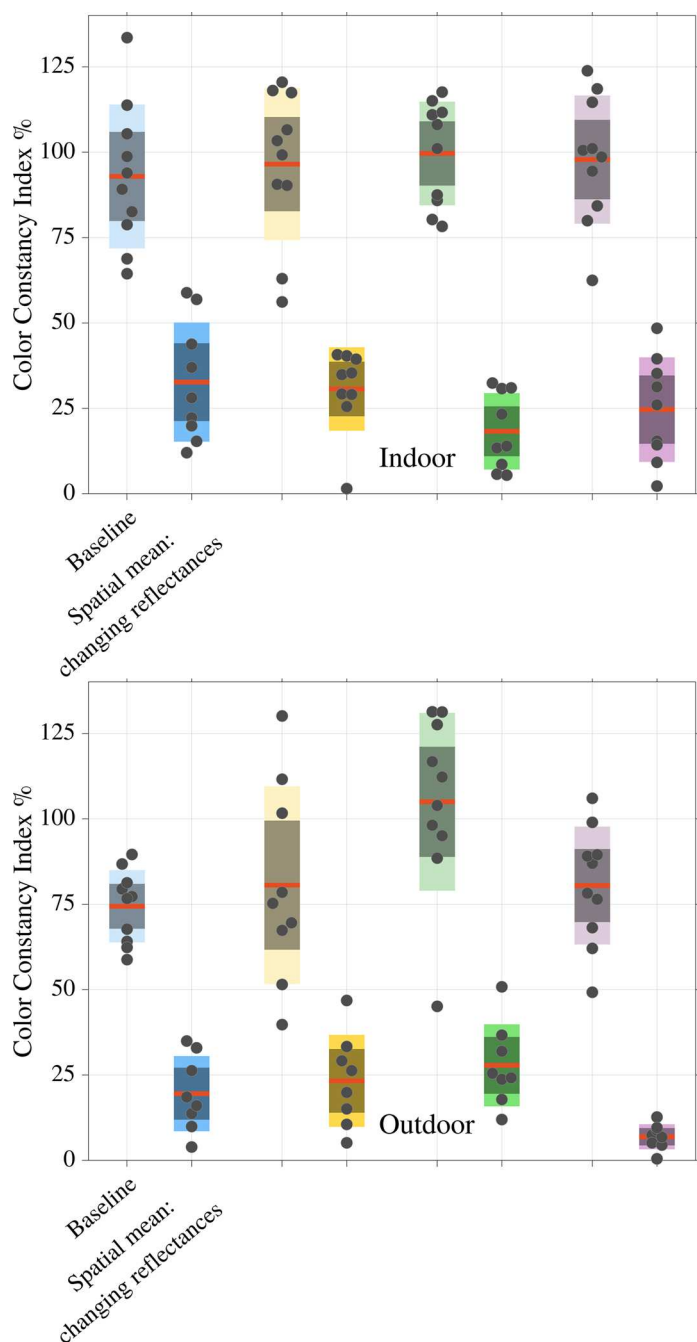 Color Constancy Index %
125
100
75
50
25
0
Indoor
Baseline
Spatial mean:
changing reflectances
Color Constancy Index %
125
100
75
50
25
0
Outdoor
Baseline
Spatial mean:
changing reflectances